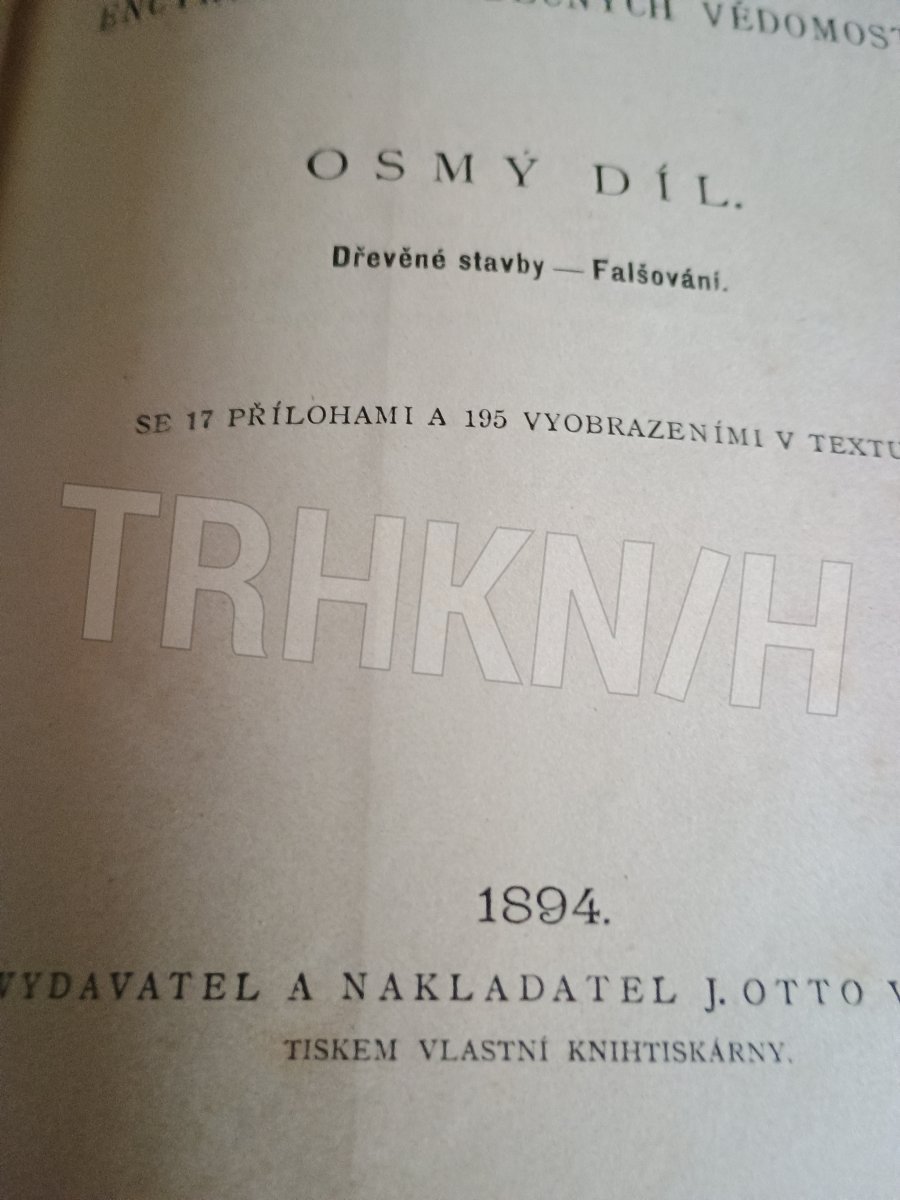 VĚDOMOST
OSMÝ DÍL.
Dřevěné stavby — Falšování.
SE 17 PŘÍLOHAMI A 195 VYOBRAZENÍMI V TEXTU
TRHKN/H
1894.
VYDAVATEL A NAKLADATEL J. OTTO V
TISKEM VLASTNÍ KNIHTISKÁRNY.